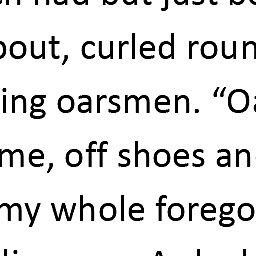 had but just be
bout, curled roun
ing oarsmen. “Oa
me, off shoes an
my whole forego